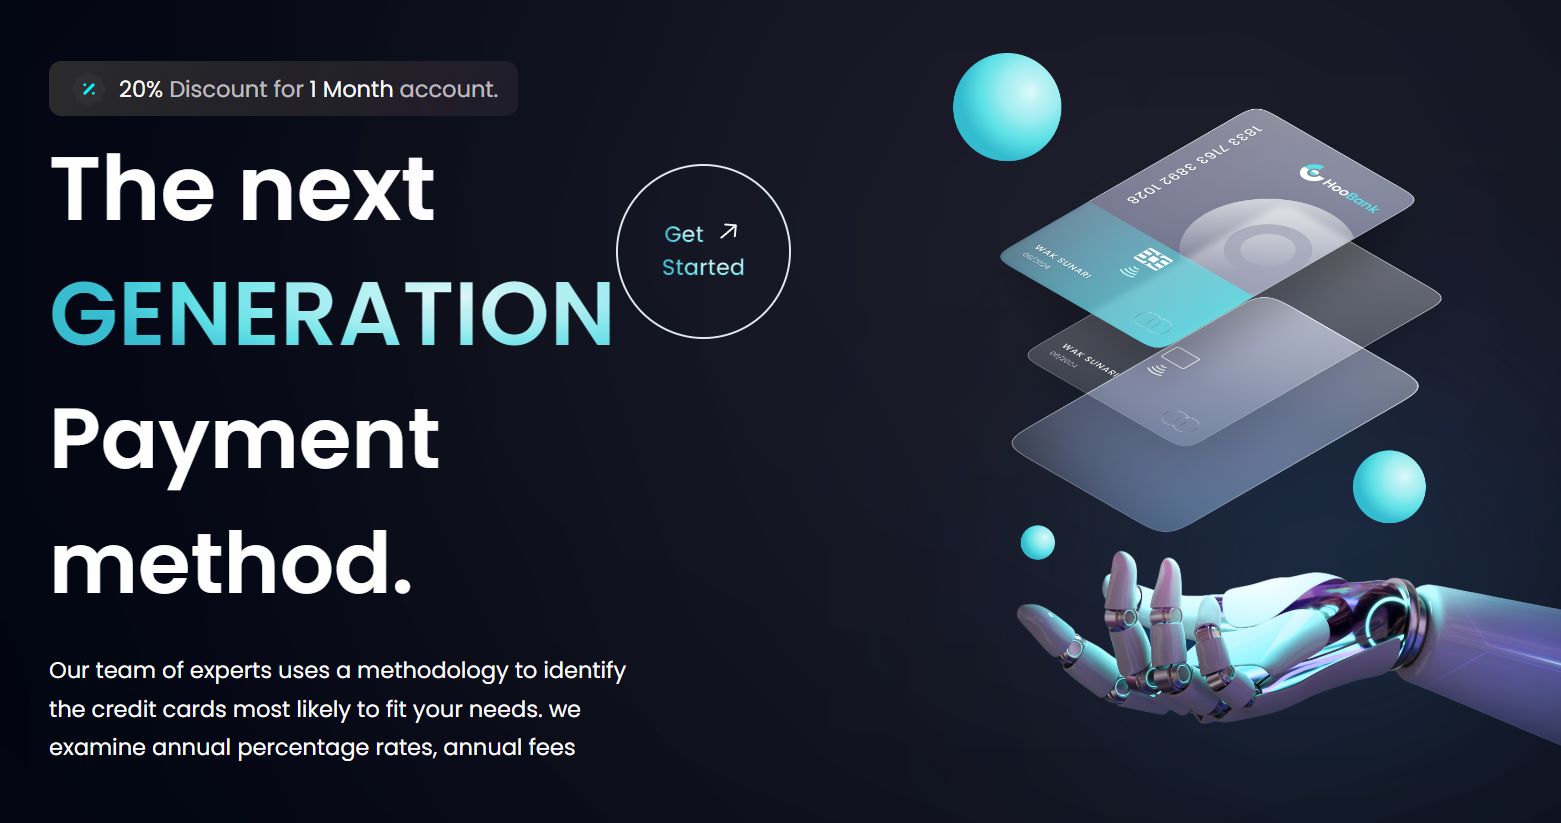 20% Discount for 1 Month account.
The next
GENERATION
Payment
method.
Get
Started
Our team of experts uses a methodology to identify
the credit cards most likely to fit your needs. we
examine annual percentage rates, annual fees
1833 7163 3892 1028
HooBank
WAK SUNARI
06/2024
WAK SUNARI
06/2024